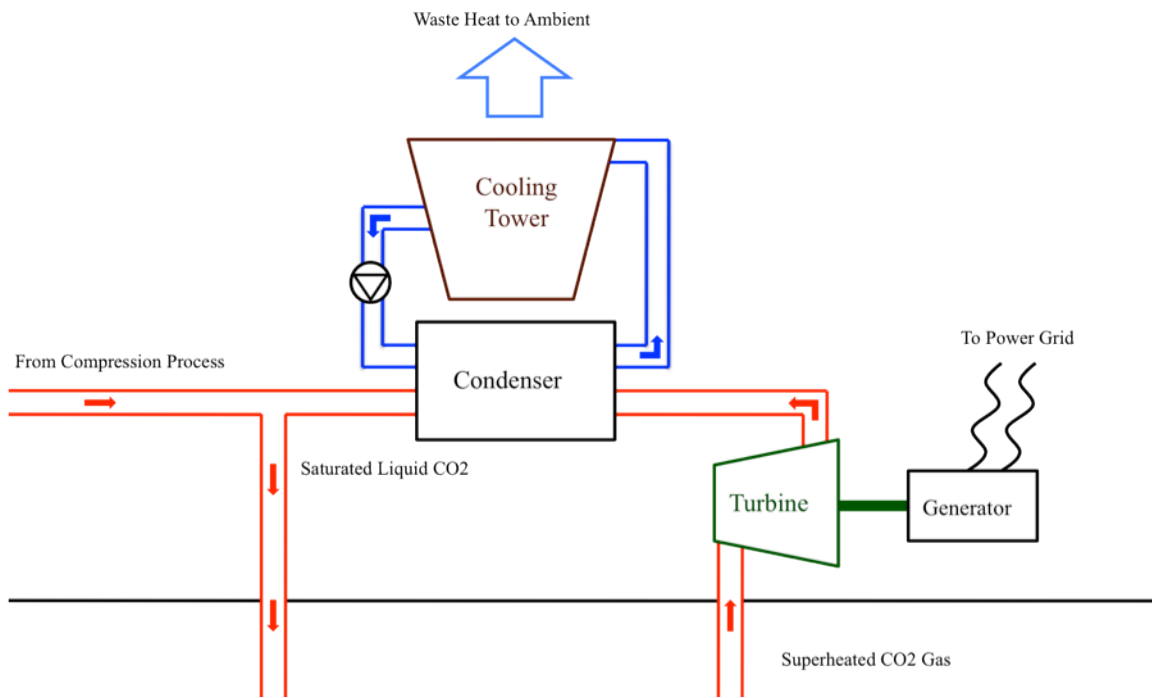 Waste Heat to Ambient
Cooling
Tower
To Power Grid
From Compression Process
Condenser
Saturated Liquid CO2
Turbine
Generator
Superheated CO2 Gas